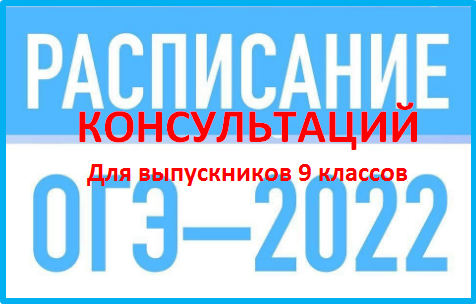 РАСПИСАНИЕ
КОНСУЛЬТАЦИЙ
Для выпускников 9 классов
ОГЭ—2022